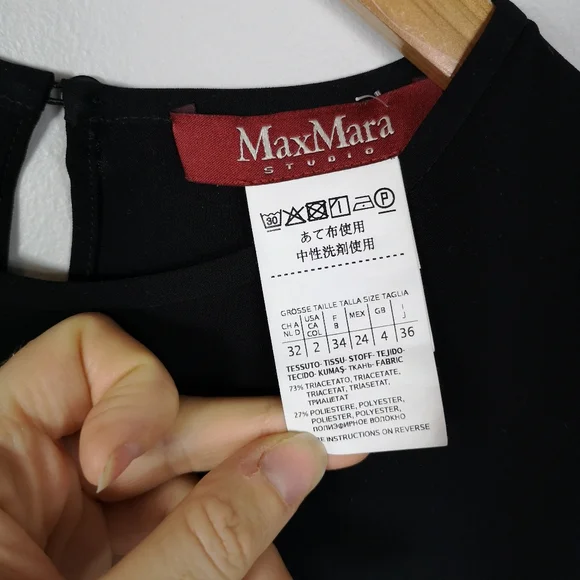 MaxMara
STUDIO
30 P
あて布使用
中性洗剤使用
GROSSE TAILLE TALLA SIZE TAGLIA
CH A NL D USA CA COL F B MEX GB I J
32 2 34 24 4 36
TESSUTO- TISSU- STOFF- TEJIDO-
TECIDO- KUMAŞ- ТКАНЬ- FABRIC
73% TRIACETATO, TRIACETATE,
TRIACETAT, TRIASETAT,
ТРИАЦЕТАТ
27% POLIESTERE, POLYESTER,
POLIESTER, POLYESTER,
ПОЛИЭФИРНОЕ ВОЛОКНО
INSTRUCTIONS ON REVERSE